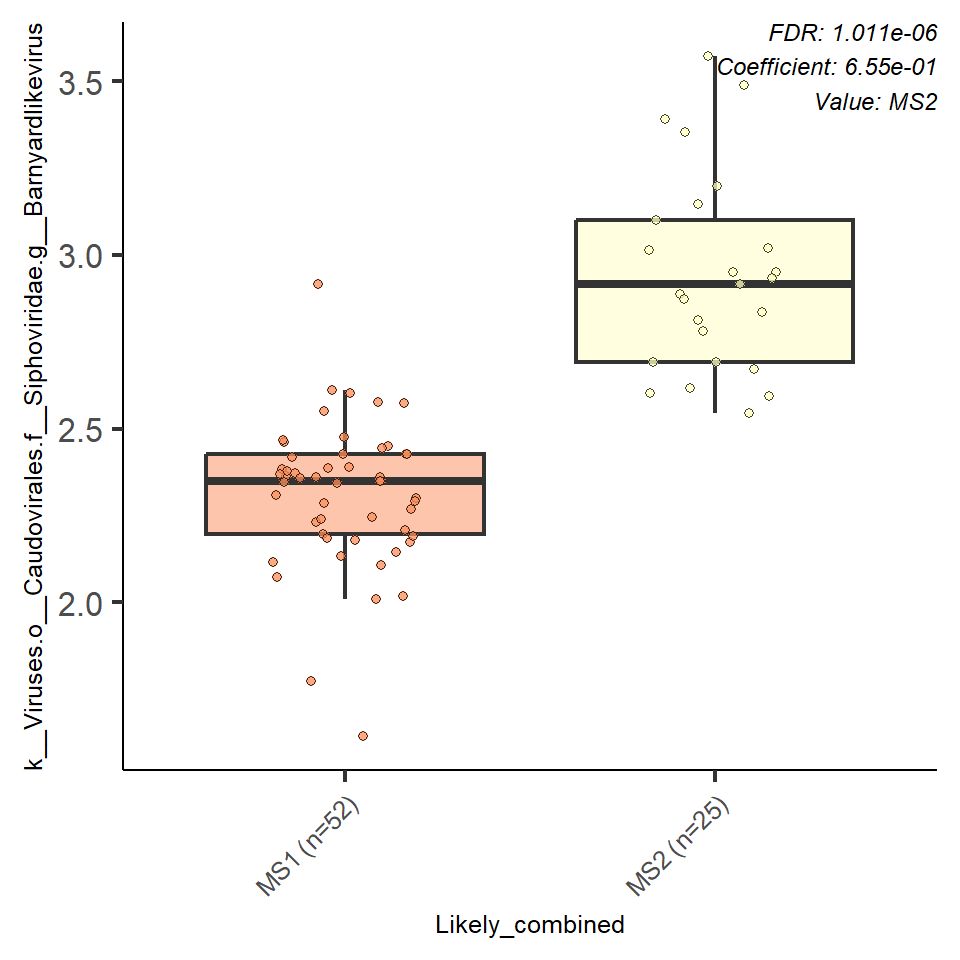 FDR: 1.011e-06
Coefficient: 6.55e-01
Value: MS2
k__Viruses.o__Caudovirales.f__Siphoviridae.g__Barnyardlikevirus
3.5
3.0
2.5
2.0
MS1 (n=52)
MS2 (n=25)
Likely_combined